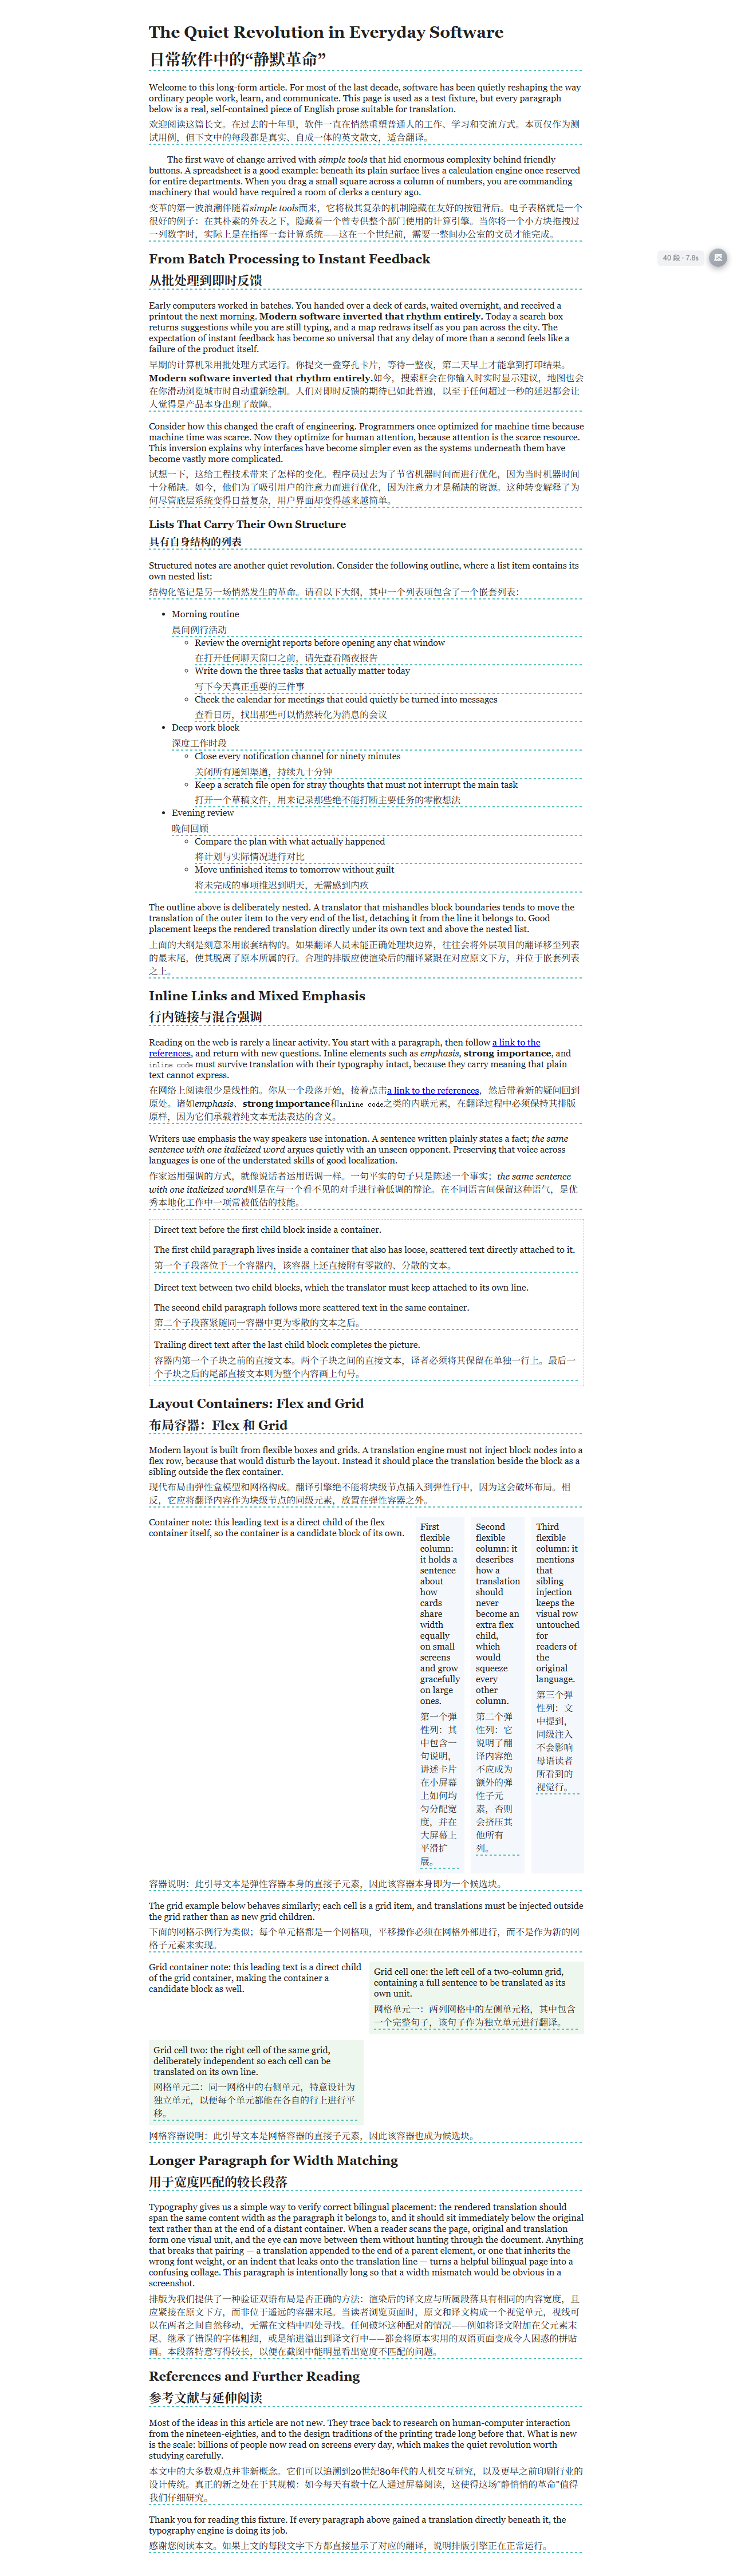 The Quiet Revolution in Everyday Software
日常软件中的“静默革命”
Welcome to this long-form article. For most of the last decade, software has been quietly reshaping the way
ordinary people work, learn, and communicate. This page is used as a test fixture, but every paragraph
below is a real, self-contained piece of English prose suitable for translation.
欢迎阅读这篇长文。在过去的十年里，软件一直在悄然重塑普通人的工作、学习和交流方式。本页仅作为测
试用例，但下文中的每段都是真实、自成一体的英文散文，适合翻译。
The first wave of change arrived with simple tools that hid enormous complexity behind friendly
buttons. A spreadsheet is a good example: beneath its plain surface lives a calculation engine once reserved
for entire departments. When you drag a small square across a column of numbers, you are commanding
machinery that would have required a room of clerks a century ago.
变革的第一波浪潮伴随着simple tools而来，它将极其复杂的机制隐藏在友好的按钮背后。电子表格就是一个
很好的例子：在其朴素的外表之下，隐藏着一个曾专供整个部门使用的计算引擎。当你将一个小方块拖拽过
一列数字时，实际上是在指挥一套计算系统——这在一个世纪前，需要一整间办公室的文员才能完成。
40 段 · 7.8s
From Batch Processing to Instant Feedback
从批处理到即时反馈
Early computers worked in batches. You handed over a deck of cards, waited overnight, and received a
printout the next morning. Modern software inverted that rhythm entirely. Today a search box
returns suggestions while you are still typing, and a map redraws itself as you pan across the city. The
expectation of instant feedback has become so universal that any delay of more than a second feels like a
failure of the product itself.
早期的计算机采用批处理方式运行。你提交一叠穿孔卡片，等待一整夜，第二天早上才能拿到打印结果。
Modern software inverted that rhythm entirely.如今，搜索框会在你输入时实时显示建议，地图也会
在你滑动浏览城市时自动重新绘制。人们对即时反馈的期待已如此普遍，以至于任何超过一秒的延迟都会让
人觉得是产品本身出现了故障。
Consider how this changed the craft of engineering. Programmers once optimized for machine time because
machine time was scarce. Now they optimize for human attention, because attention is the scarce resource.
This inversion explains why interfaces have become simpler even as the systems underneath them have
become vastly more complicated.
试想一下，这给工程技术带来了怎样的变化。程序员过去为了节省机器时间而进行优化，因为当时机器时间
十分稀缺。如今，他们为了吸引用户的注意力而进行优化，因为注意力才是稀缺的资源。这种转变解释了为
何尽管底层系统变得日益复杂，用户界面却变得越来越简单。
Lists That Carry Their Own Structure
具有自身结构的列表
Structured notes are another quiet revolution. Consider the following outline, where a list item contains its
own nested list:
结构化笔记是另一场悄然发生的革命。请看以下大纲，其中一个列表项包含了一个嵌套列表：
Morning routine
晨间例行活动
Review the overnight reports before opening any chat window
在打开任何聊天窗口之前，请先查看隔夜报告
Write down the three tasks that actually matter today
写下今天真正重要的三件事
Check the calendar for meetings that could quietly be turned into messages
查看日历，找出那些可以悄然转化为消息的会议
Deep work block
深度工作时段
Close every notification channel for ninety minutes
关闭所有通知渠道，持续九十分钟
Keep a scratch file open for stray thoughts that must not interrupt the main task
打开一个草稿文件，用来记录那些绝不能打断主要任务的零散想法
Evening review
晚间回顾
Compare the plan with what actually happened
将计划与实际情况进行对比
Move unfinished items to tomorrow without guilt
将未完成的事项推迟到明天，无需感到内疚
The outline above is deliberately nested. A translator that mishandles block boundaries tends to move the
translation of the outer item to the very end of the list, detaching it from the line it belongs to. Good
placement keeps the rendered translation directly under its own text and above the nested list.
上面的大纲是刻意采用嵌套结构的。如果翻译人员未能正确处理块边界，往往会将外层项目的翻译移至列表
的最末尾，使其脱离了原本所属的行。合理的排版应使渲染后的翻译紧跟在对应原文下方，并位于嵌套列表
之上。
Inline Links and Mixed Emphasis
行内链接与混合强调
Reading on the web is rarely a linear activity. You start with a paragraph, then follow a link to the
references, and return with new questions. Inline elements such as emphasis, strong importance, and
inline code must survive translation with their typography intact, because they carry meaning that plain
text cannot express.
在网络上阅读很少是线性的。你从一个段落开始，接着点击a link to the references，然后带着新的疑问回到
原处。诸如emphasis、strong importance和inline code之类的内联元素，在翻译过程中必须保持其排版
原样，因为它们承载着纯文本无法表达的含义。
Writers use emphasis the way speakers use intonation. A sentence written plainly states a fact; the same
sentence with one italicized word argues quietly with an unseen opponent. Preserving that voice across
languages is one of the understated skills of good localization.
作家运用强调的方式，就像说话者运用语调一样。一句平实的句子只是陈述一个事实；the same sentence
with one italicized word则是在与一个看不见的对手进行着低调的辩论。在不同语言间保留这种语气，是优
秀本地化工作中一项常被低估的技能。
Direct text before the first child block inside a container.
The first child paragraph lives inside a container that also has loose, scattered text directly attached to it.
第一个子段落位于一个容器内，该容器上还直接附有零散的、分散的文本。
Direct text between two child blocks, which the translator must keep attached to its own line.
The second child paragraph follows more scattered text in the same container.
第二个子段落紧随同一容器中更为零散的文本之后。
Trailing direct text after the last child block completes the picture.
容器内第一个子块之前的直接文本。两个子块之间的直接文本，译者必须将其保留在单独一行上。最后一
个子块之后的尾部直接文本则为整个内容画上句号。
Layout Containers: Flex and Grid
布局容器：Flex 和 Grid
Modern layout is built from flexible boxes and grids. A translation engine must not inject block nodes into a
flex row, because that would disturb the layout. Instead it should place the translation beside the block as a
sibling outside the flex container.
现代布局由弹性盒模型和网格构成。翻译引擎绝不能将块级节点插入到弹性行中，因为这会破坏布局。相
反，它应将翻译内容作为块级节点的同级元素，放置在弹性容器之外。
Container note: this leading text is a direct child of the flex
container itself, so the container is a candidate block of its own.
First
flexible
column:
it holds a
sentence
about
how
cards
share
width
equally
on small
screens
and grow
gracefully
on large
ones.
第一个弹
性列：其
中包含一
句说明，
讲述卡片
在小屏幕
上如何均
匀分配宽
度，并在
大屏幕上
平滑扩
展。
Second
flexible
column: it
describes
how a
translation
should
never
become an
extra flex
child,
which
would
squeeze
every
other
column.
第二个弹
性列：它
说明了翻
译内容绝
不应成为
额外的弹
性子元
素，否则
会挤压其
他所有
列。
Third
flexible
column: it
mentions
that
sibling
injection
keeps the
visual row
untouched
for
readers of
the
original
language.
第三个弹
性列：文
中提到，
同级注入
不会影响
母语读者
所看到的
视觉行。
容器说明：此引导文本是弹性容器本身的直接子元素，因此该容器本身即为一个候选块。
The grid example below behaves similarly; each cell is a grid item, and translations must be injected outside
the grid rather than as new grid children.
下面的网格示例行为类似；每个单元格都是一个网格项，平移操作必须在网格外部进行，而不是作为新的网
格子元素来实现。
Grid container note: this leading text is a direct child
of the grid container, making the container a
candidate block as well.
Grid cell one: the left cell of a two-column grid,
containing a full sentence to be translated as its
own unit.
网格单元一：两列网格中的左侧单元格，其中包含
一个完整句子，该句子作为独立单元进行翻译。
Grid cell two: the right cell of the same grid,
deliberately independent so each cell can be
translated on its own line.
网格单元二：同一网格中的右侧单元，特意设计为
独立单元，以便每个单元都能在各自的行上进行平
移。
网格容器说明：此引导文本是网格容器的直接子元素，因此该容器也成为候选块。
Longer Paragraph for Width Matching
用于宽度匹配的较长段落
Typography gives us a simple way to verify correct bilingual placement: the rendered translation should
span the same content width as the paragraph it belongs to, and it should sit immediately below the original
text rather than at the end of a distant container. When a reader scans the page, original and translation
form one visual unit, and the eye can move between them without hunting through the document. Anything
that breaks that pairing — a translation appended to the end of a parent element, or one that inherits the
wrong font weight, or an indent that leaks onto the translation line — turns a helpful bilingual page into a
confusing collage. This paragraph is intentionally long so that a width mismatch would be obvious in a
screenshot.
排版为我们提供了一种验证双语布局是否正确的方法：渲染后的译文应与所属段落具有相同的内容宽度，且
应紧接在原文下方，而非位于遥远的容器末尾。当读者浏览页面时，原文和译文构成一个视觉单元，视线可
以在两者之间自然移动，无需在文档中四处寻找。任何破坏这种配对的情况——例如将译文附加在父元素末
尾、继承了错误的字体粗细，或是缩进溢出到译文行中——都会将原本实用的双语页面变成令人困惑的拼贴
画。本段落特意写得较长，以便在截图中能明显看出宽度不匹配的问题。
References and Further Reading
参考文献与延伸阅读
Most of the ideas in this article are not new. They trace back to research on human-computer interaction
from the nineteen-eighties, and to the design traditions of the printing trade long before that. What is new
is the scale: billions of people now read on screens every day, which makes the quiet revolution worth
studying carefully.
本文中的大多数观点并非新概念。它们可以追溯到20世纪80年代的人机交互研究，以及更早之前印刷行业的
设计传统。真正的新之处在于其规模：如今每天有数十亿人通过屏幕阅读，这使得这场“静悄悄的革命”值得
我们仔细研究。
Thank you for reading this fixture. If every paragraph above gained a translation directly beneath it, the
typography engine is doing its job.
感谢您阅读本文。如果上文的每段文字下方都直接显示了对应的翻译，说明排版引擎正在正常运行。